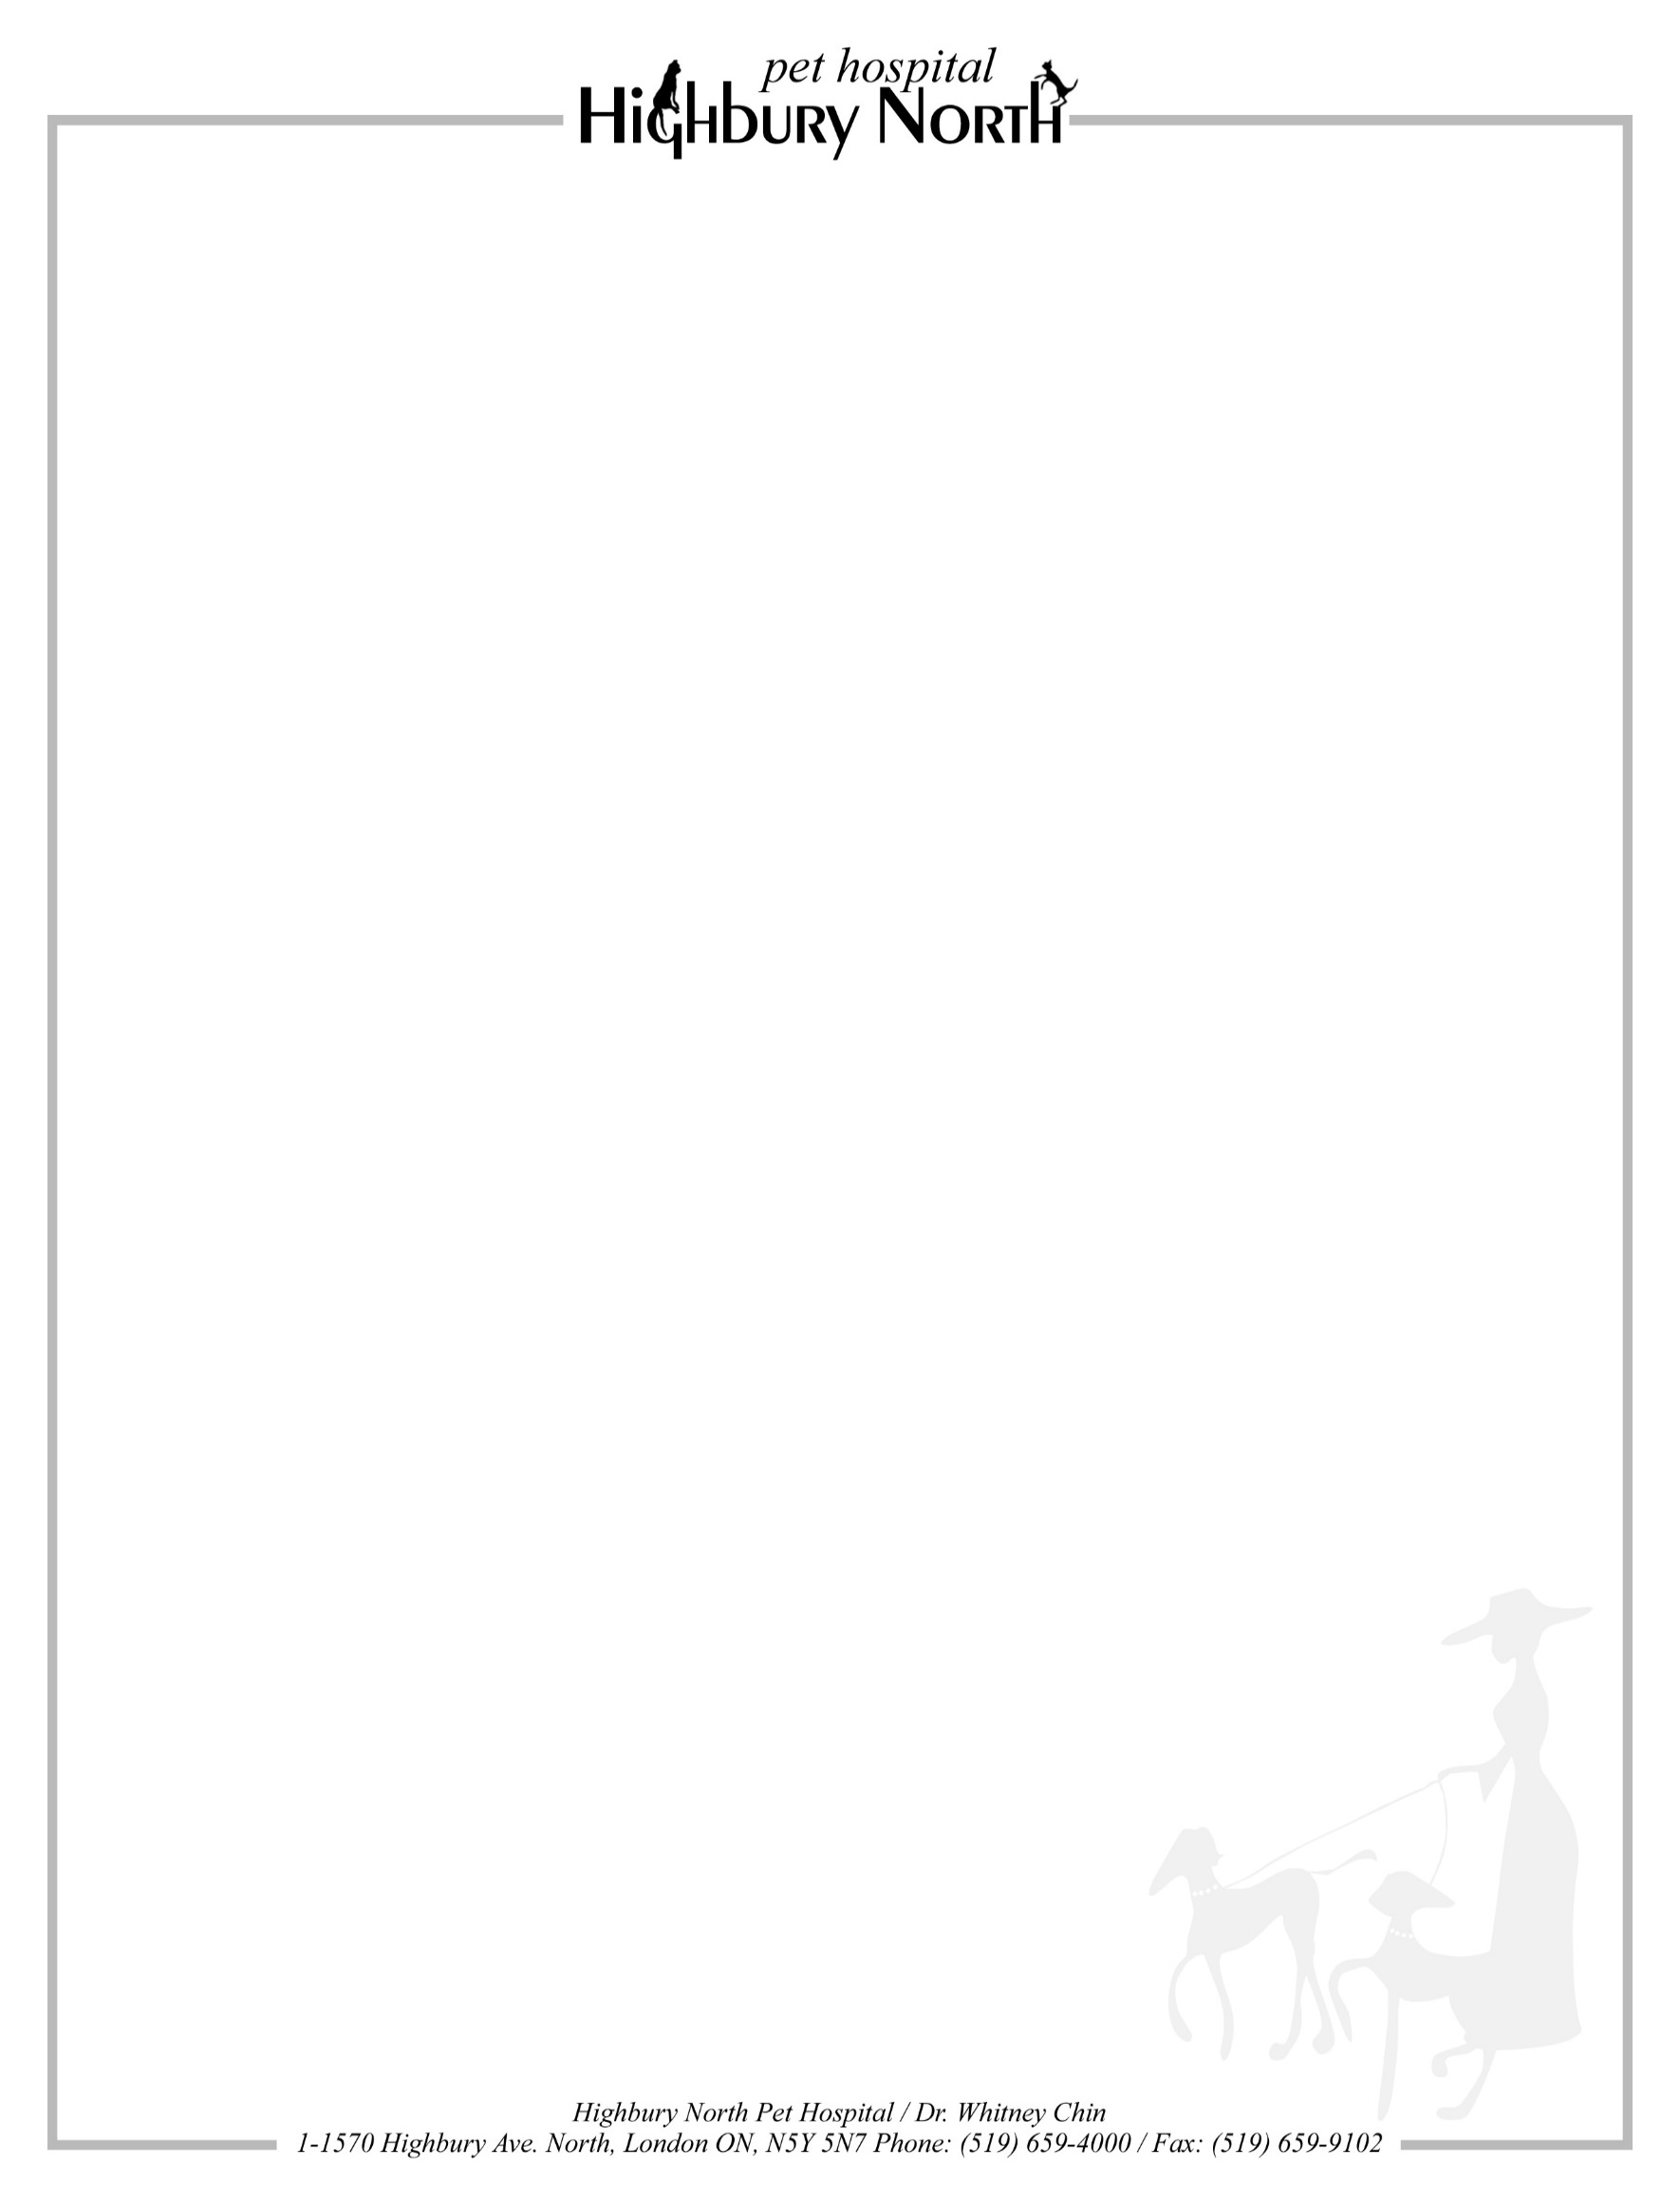 pet hospital
Highbury North
Highbury North Pet Hospital / Dr. Whitney Chin
1-1570 Highbury Ave. North, London ON, N5Y 5N7 Phone: (519) 659-4000 / Fax: (519) 659-9102